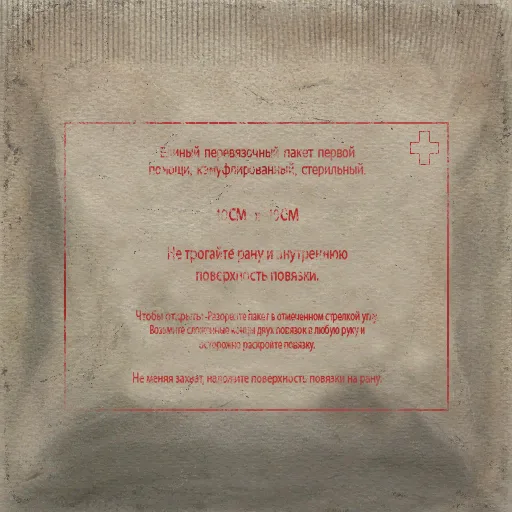 Единый перевязочный пакет первой
помощи, камуфлированный, стерильный.
10СМ x 10СМ
Не трогайте рану и внутреннюю
поверхность повязки.
Чтобы открыть: -Разорвите пакет в отмеченном стрелкой углу.
Возьмите сложенные концы двух повязок в любую руку и
осторожно раскройте повязку.
Не меняя захват, наложите поверхность повязки на рану.